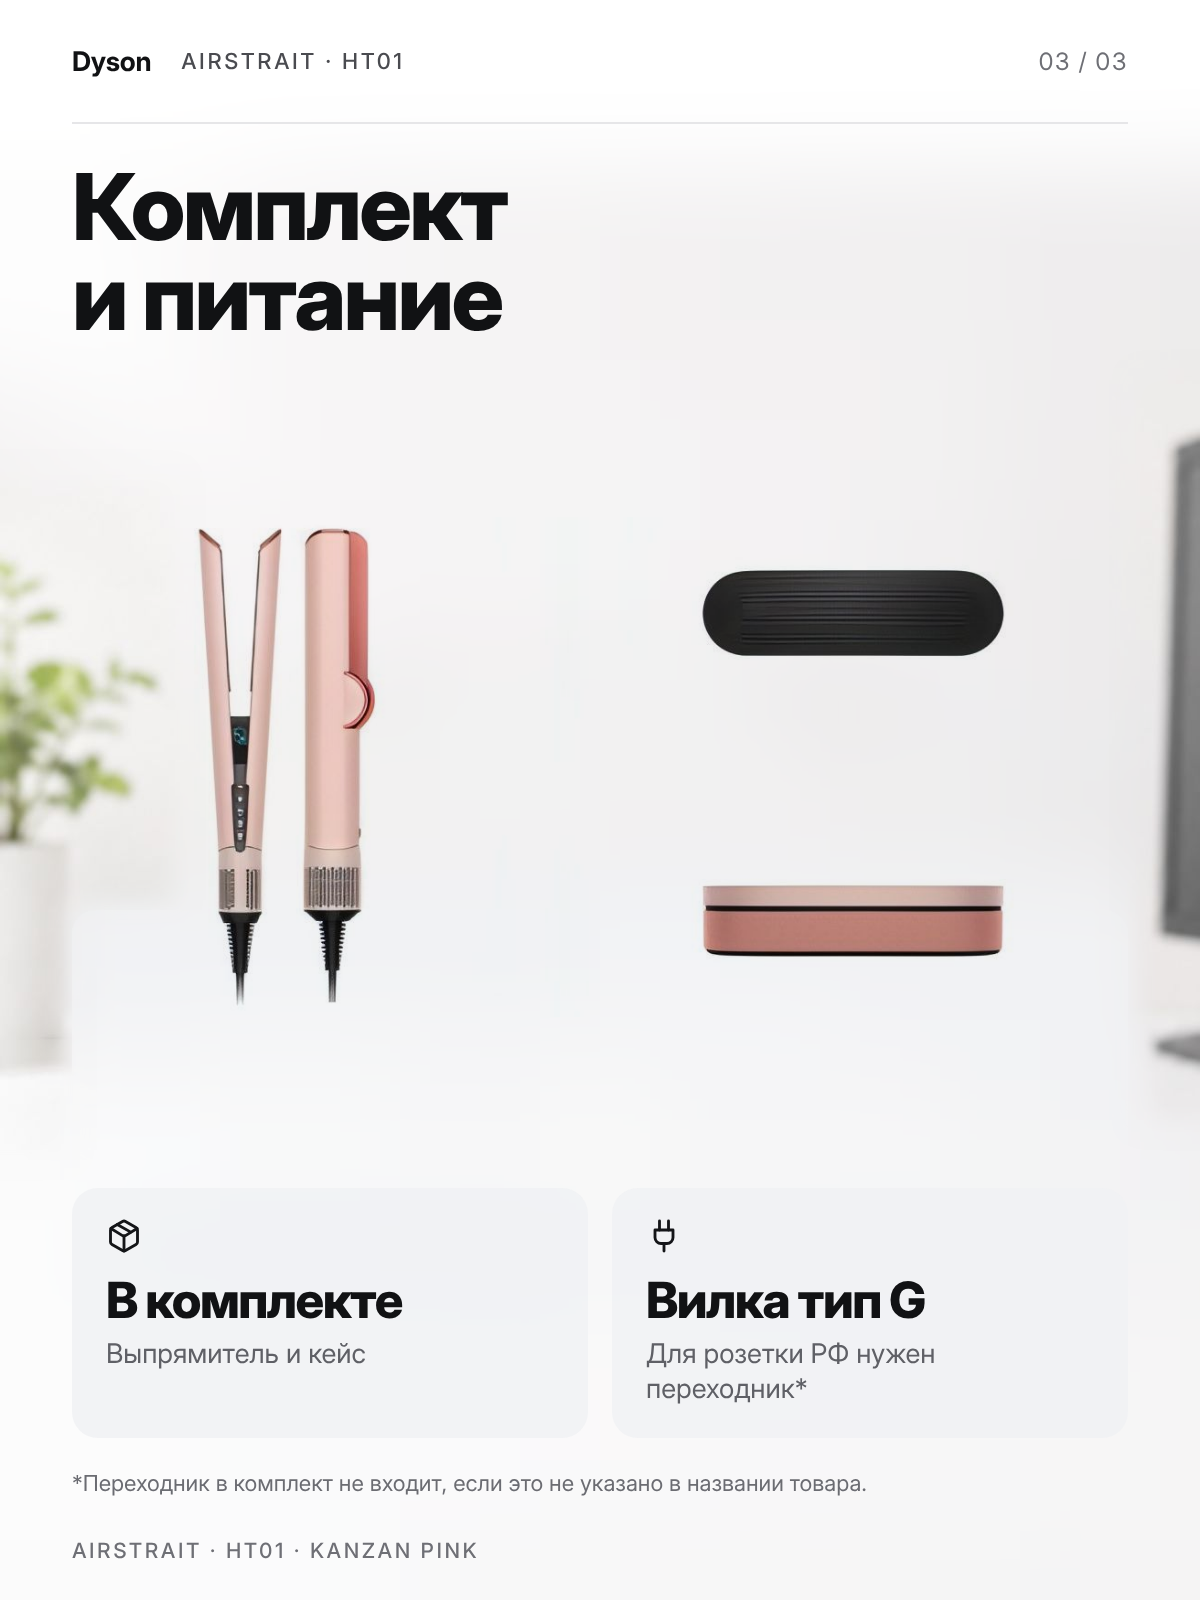 Dyson AIRSTRAIT · HT01 03 / 03
Комплект
и питание
В комплекте
Выпрямитель и кейс
Вилка тип G
Для розетки РФ нужен
переходник*
*Переходник в комплект не входит, если это не указано в названии товара.
AIRSTRAIT · HT01 · KANZAN PINK